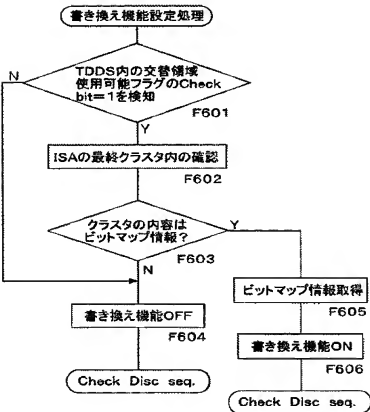 書き換え機能設定処理
N
TDDS内の交替領域
使用可能フラグのCheck
bit=1を検知
F601
Y
ISAの最終クラスタ内の確認
F602
クラスタの内容は
ビットマップ情報?
Y
F603
N
ビットマップ情報取得
F605
書き換え機能OFF
F604
書き換え機能ON
F606
Check Disc seq.
Check Disc seq.